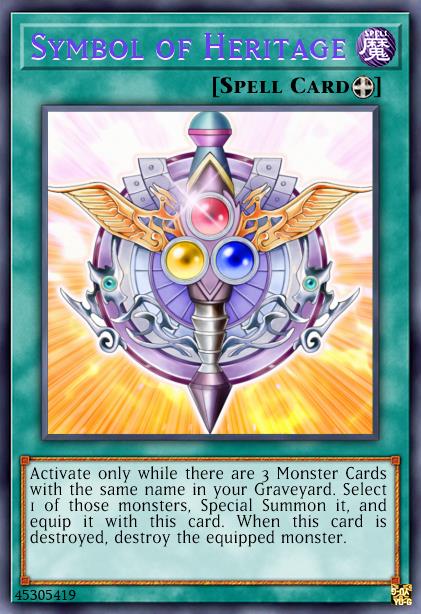 Symbol of Heritage
SPELL
魔
[Spell Card]
Activate only while there are 3 Monster Cards
with the same name in your Graveyard. Select
1 of those monsters, Special Summon it, and
equip it with this card. When this card is
destroyed, destroy the equipped monster.
45305419